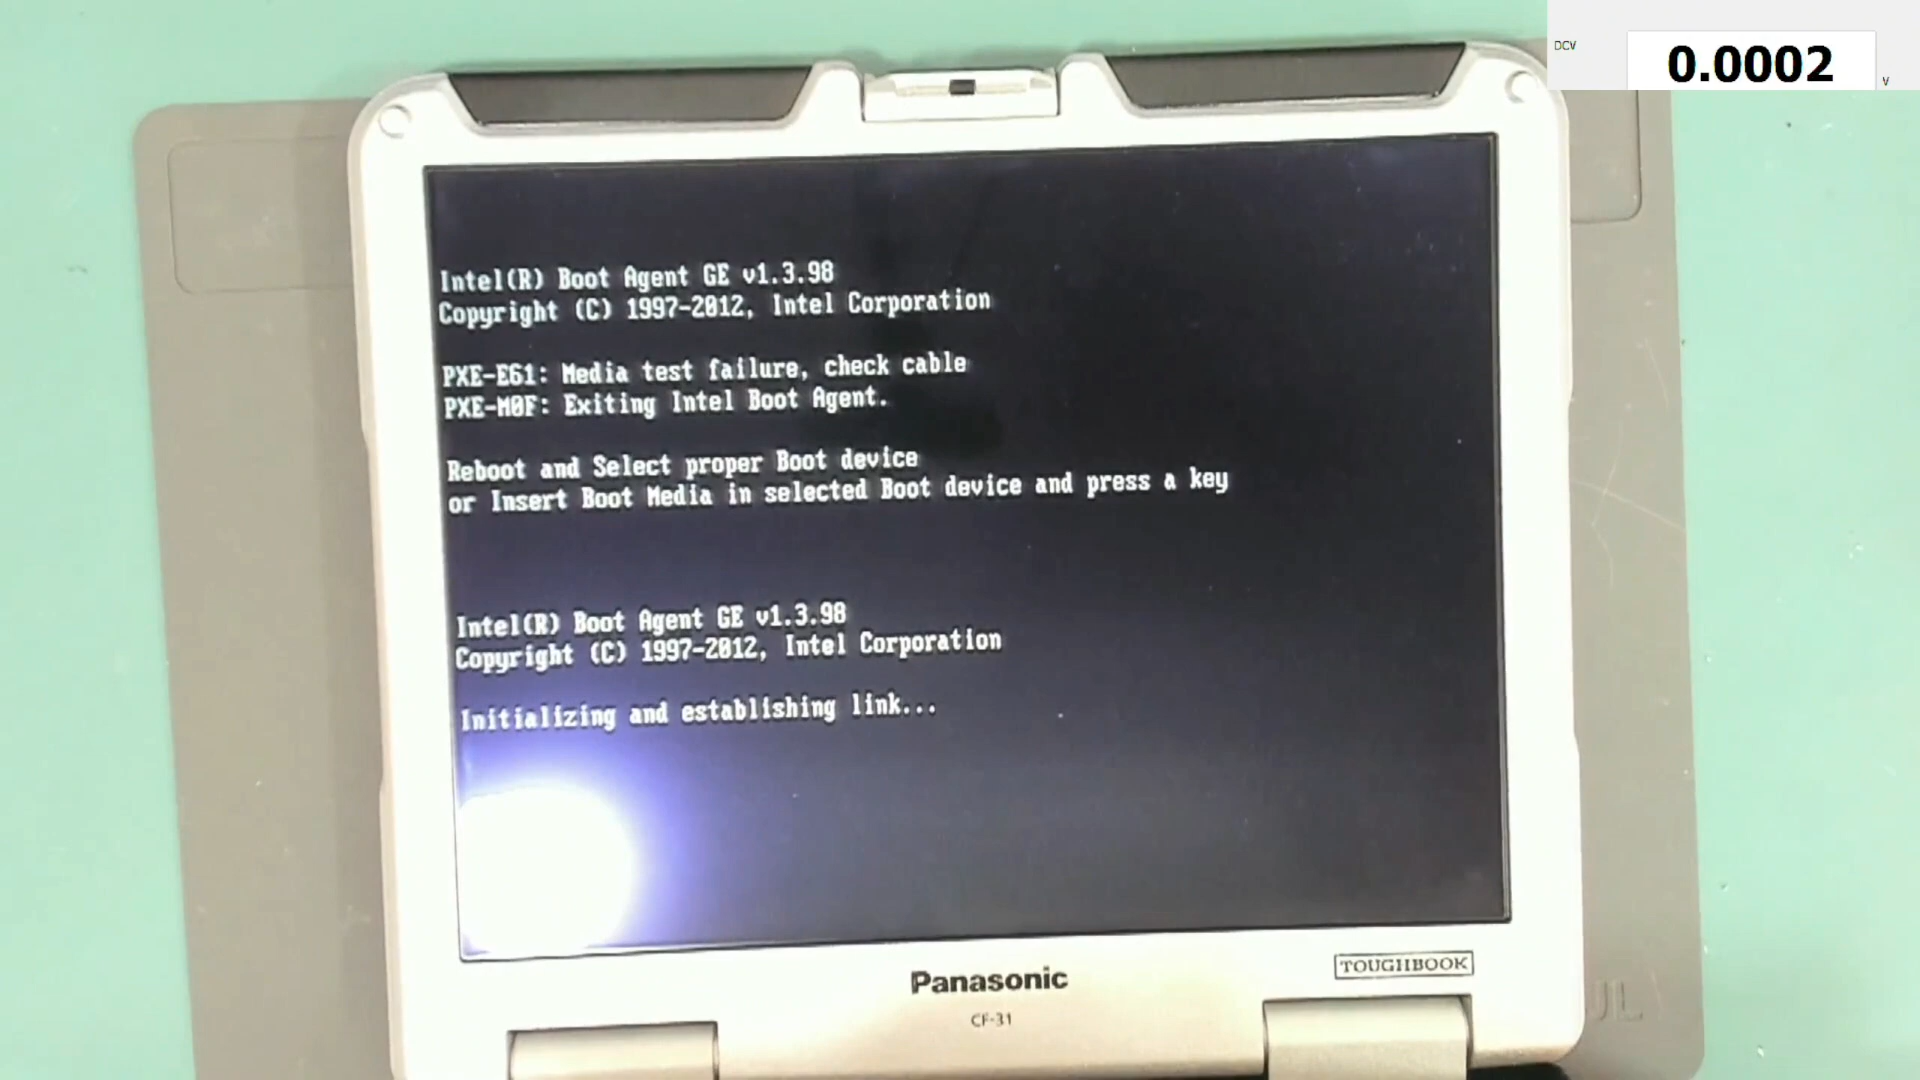 DCV
0.0002
V
Intel(R) Boot Agent GE v1.3.98
Copyright (C) 1997-2012, Intel Corporation
PXE-E61: Media test failure, check cable
PXE-M0F: Exiting Intel Boot Agent.
Reboot and Select proper Boot device
or Insert Boot Media in selected Boot device and press a key
Intel(R) Boot Agent GE v1.3.98
Copyright (C) 1997-2012, Intel Corporation
Initializing and establishing link...
Panasonic
TOUGHBOOK
CF-31